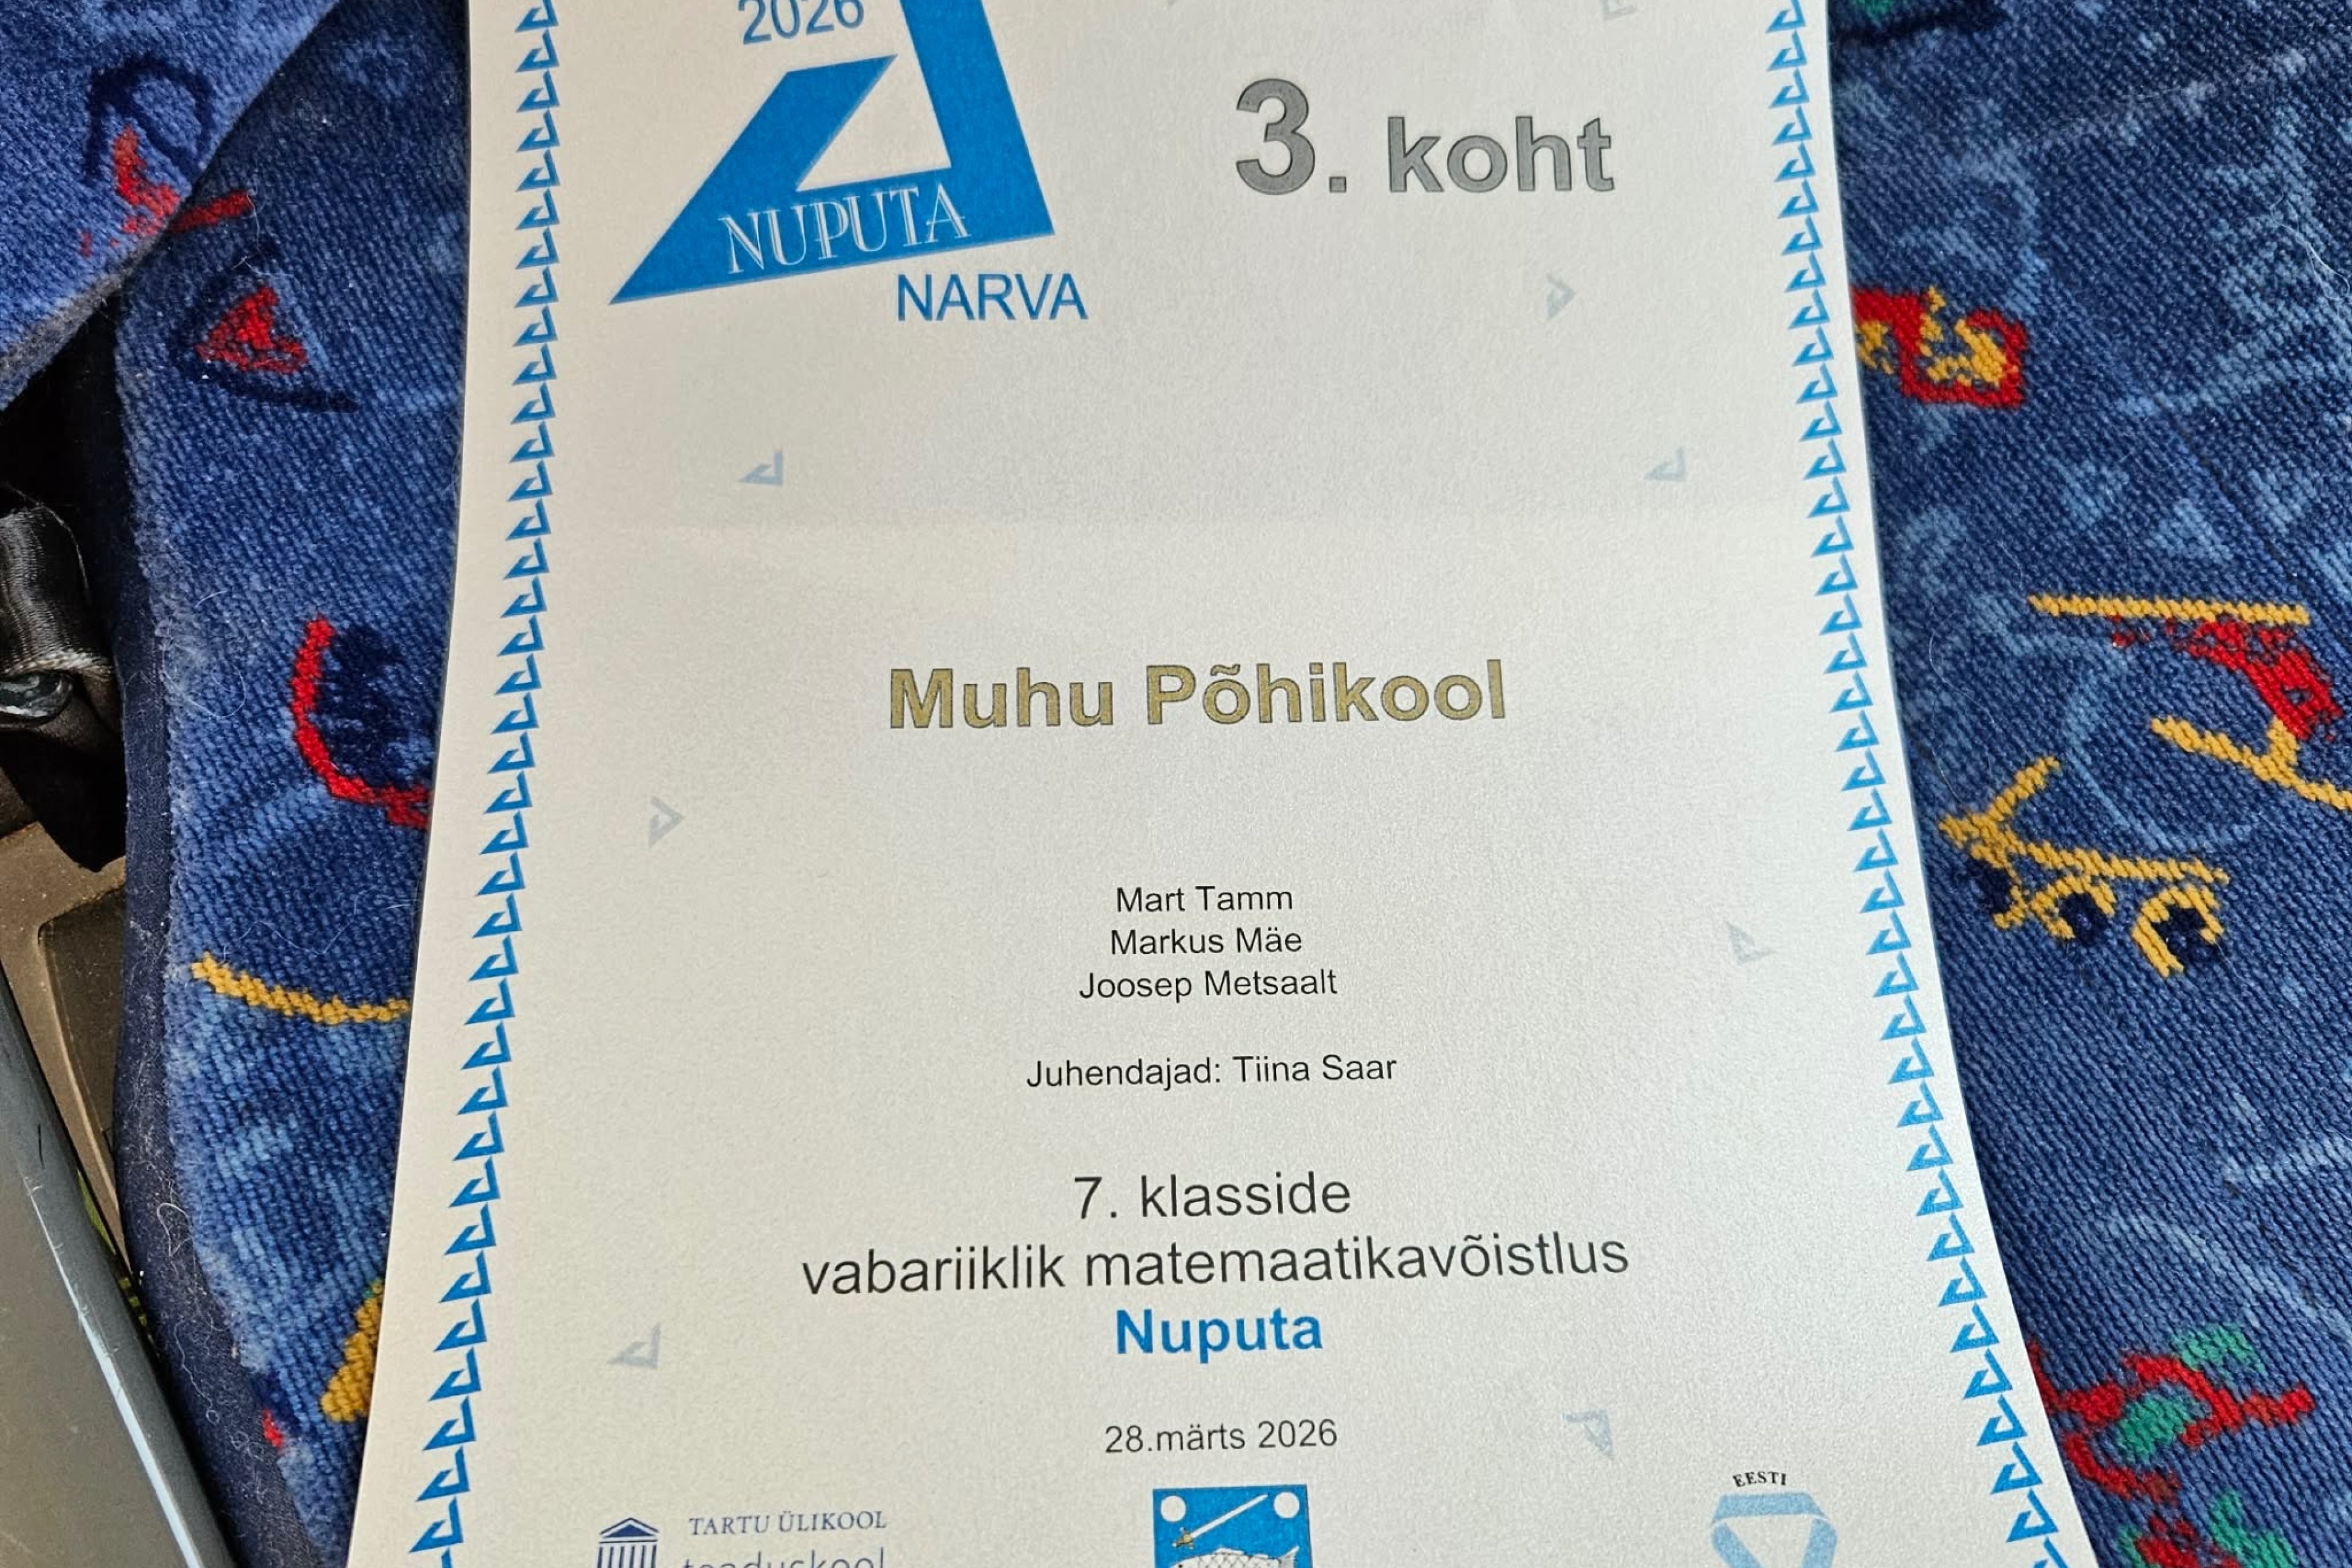 2026
3. koht
NUPUTA
NARVA
Muhu Põhikool
Mart Tamm
Markus Mäe
Joosep Metsaalt
Juhendajad: Tiina Saar
7. klasside
vabariiklik matemaatikavõistlus
Nuputa
28.märts 2026
EESTI
TARTU ÜLIKOOL
teaduskool